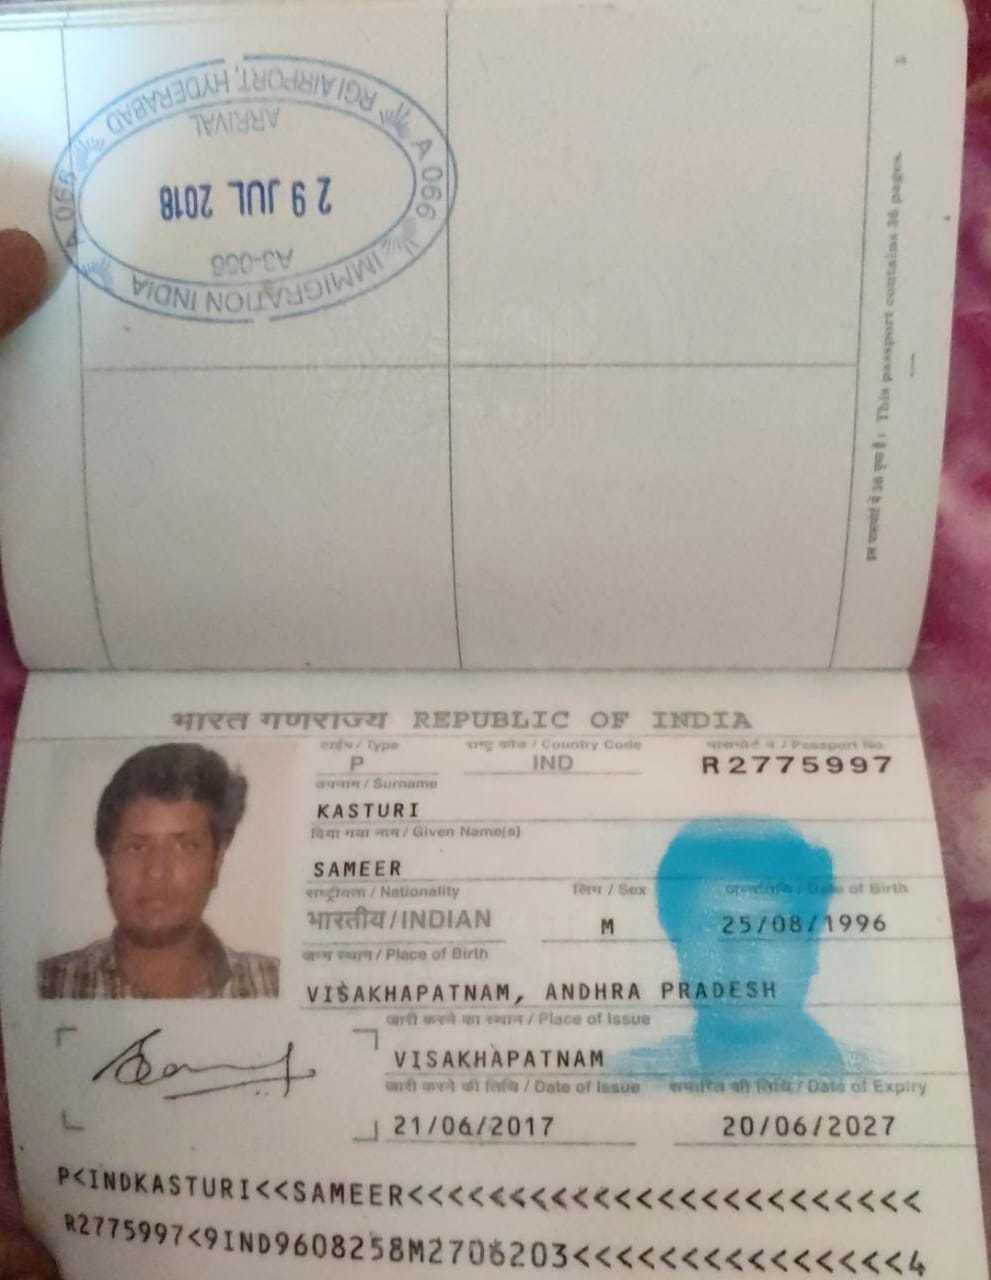 RGI AIRPORT, HYDERABAD
ARRIVAL
A 066
A 066
29 JUL 2018
IMMIGRATION INDIA
इस पासपोर्ट में 36 पृष्ठ हैं। This passport contains 36 pages.
भारत गणराज्य REPUBLIC OF INDIA
टाईप / Type राष्ट्र कोड / Country Code पासपोर्ट नं. / Passport No.
P IND R2775997
उपनाम / Surname
KASTURI
दिया गया नाम / Given Name(s)
SAMEER
राष्ट्रीयता / Nationality लिंग / Sex जन्मतिथि / Date of Birth
भारतीय/INDIAN M 25/08/1996
जन्म स्थान / Place of Birth
VISAKHAPATNAM, ANDHRA PRADESH
जारी करने का स्थान / Place of Issue
VISAKHAPATNAM
जारी करने की तिथि / Date of Issue समाप्ति की तिथि / Date of Expiry
21/06/2017 20/06/2027
P<INDKASTURI<<SAMEER<<<<<<<<<<<<<<<<<<<<<<<<
R2775997<9IND9608258M2706203<<<<<<<<<<<<<<<4